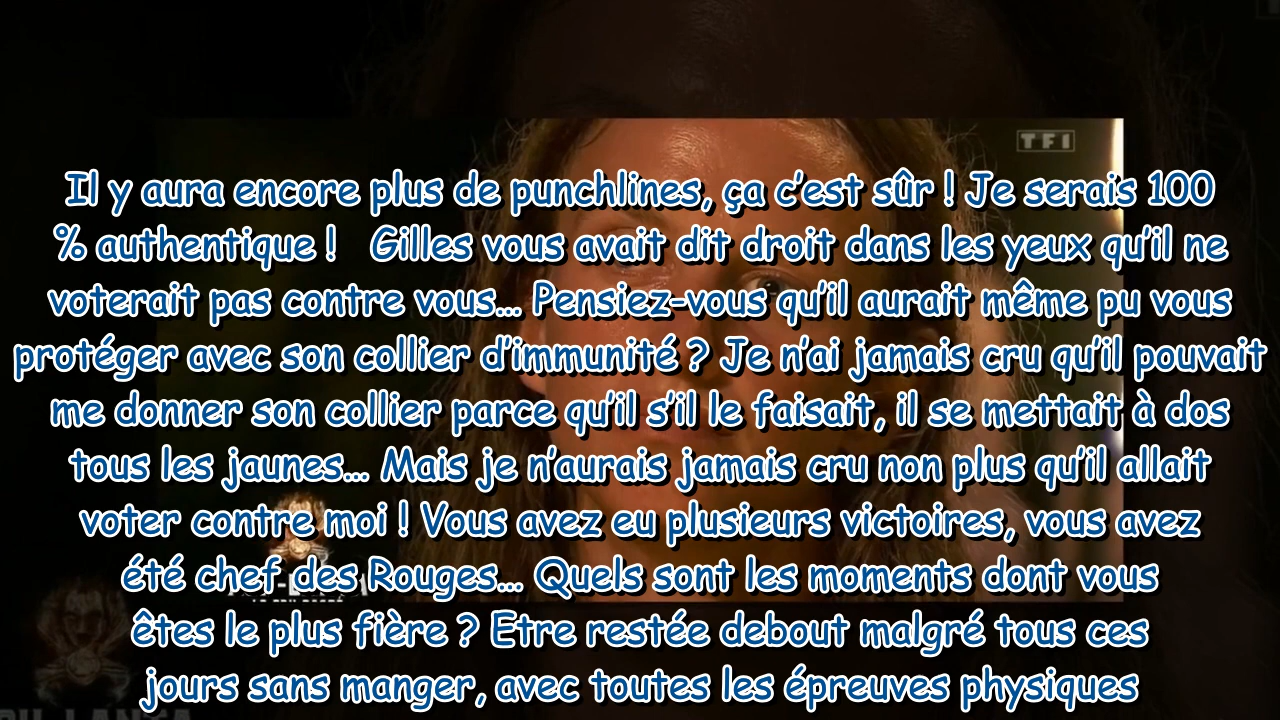 TF1
Il y aura encore plus de punchlines, ça c'est sûr ! Je serais 100
% authentique ! Gilles vous avait dit droit dans les yeux qu'il ne
voterait pas contre vous... Pensiez-vous qu'il aurait même pu vous
protéger avec son collier d'immunité ? Je n'ai jamais cru qu'il pouvait
me donner son collier parce qu'il s'il le faisait, il se mettait à dos
tous les jaunes... Mais je n'aurais jamais cru non plus qu'il allait
voter contre moi ! Vous avez eu plusieurs victoires, vous avez
été chef des Rouges... Quels sont les moments dont vous
êtes le plus fière ? Etre restée debout malgré tous ces
jours sans manger, avec toutes les épreuves physiques